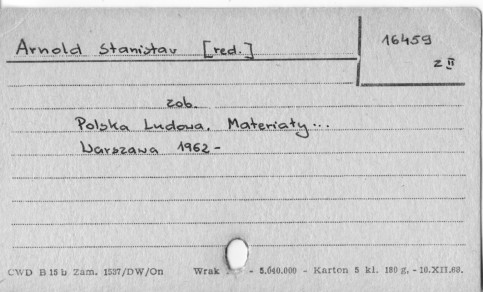 Arnold Stanisław [red.]
16459
z II
zob.
Polska Ludowa. Materiały...
Warszawa 1962-
CWD B 15 b Zam. 1537/DW/On Wrak - 5.040.000 - Karton 5 kl. 180 g. - 10.XII.60.